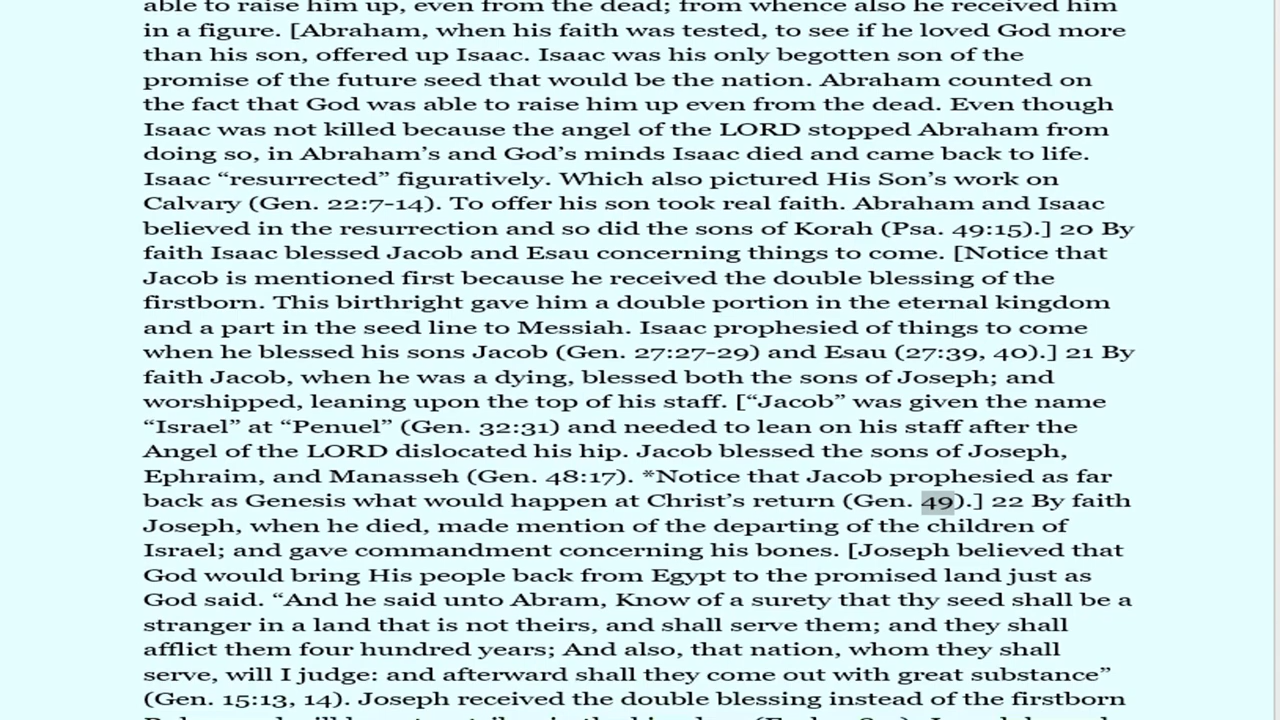 able to raise him up, even from the dead; from whence also he received him
in a figure. [Abraham, when his faith was tested, to see if he loved God more
than his son, offered up Isaac. Isaac was his only begotten son of the
promise of the future seed that would be the nation. Abraham counted on
the fact that God was able to raise him up even from the dead. Even though
Isaac was not killed because the angel of the LORD stopped Abraham from
doing so, in Abraham’s and God’s minds Isaac died and came back to life.
Isaac “resurrected” figuratively. Which also pictured His Son’s work on
Calvary (Gen. 22:7-14). To offer his son took real faith. Abraham and Isaac
believed in the resurrection and so did the sons of Korah (Psa. 49:15).] 20 By
faith Isaac blessed Jacob and Esau concerning things to come. [Notice that
Jacob is mentioned first because he received the double blessing of the
firstborn. This birthright gave him a double portion in the eternal kingdom
and a part in the seed line to Messiah. Isaac prophesied of things to come
when he blessed his sons Jacob (Gen. 27:27-29) and Esau (27:39, 40).] 21 By
faith Jacob, when he was a dying, blessed both the sons of Joseph; and
worshipped, leaning upon the top of his staff. [“Jacob” was given the name
“Israel” at “Penuel” (Gen. 32:31) and needed to lean on his staff after the
Angel of the LORD dislocated his hip. Jacob blessed the sons of Joseph,
Ephraim, and Manasseh (Gen. 48:17). *Notice that Jacob prophesied as far
back as Genesis what would happen at Christ’s return (Gen. 49).] 22 By faith
Joseph, when he died, made mention of the departing of the children of
Israel; and gave commandment concerning his bones. [Joseph believed that
God would bring His people back from Egypt to the promised land just as
God said. “And he said unto Abram, Know of a surety that thy seed shall be a
stranger in a land that is not theirs, and shall serve them; and they shall
afflict them four hundred years; And also, that nation, whom they shall
serve, will I judge: and afterward shall they come out with great substance”
(Gen. 15:13, 14). Joseph received the double blessing instead of the firstborn